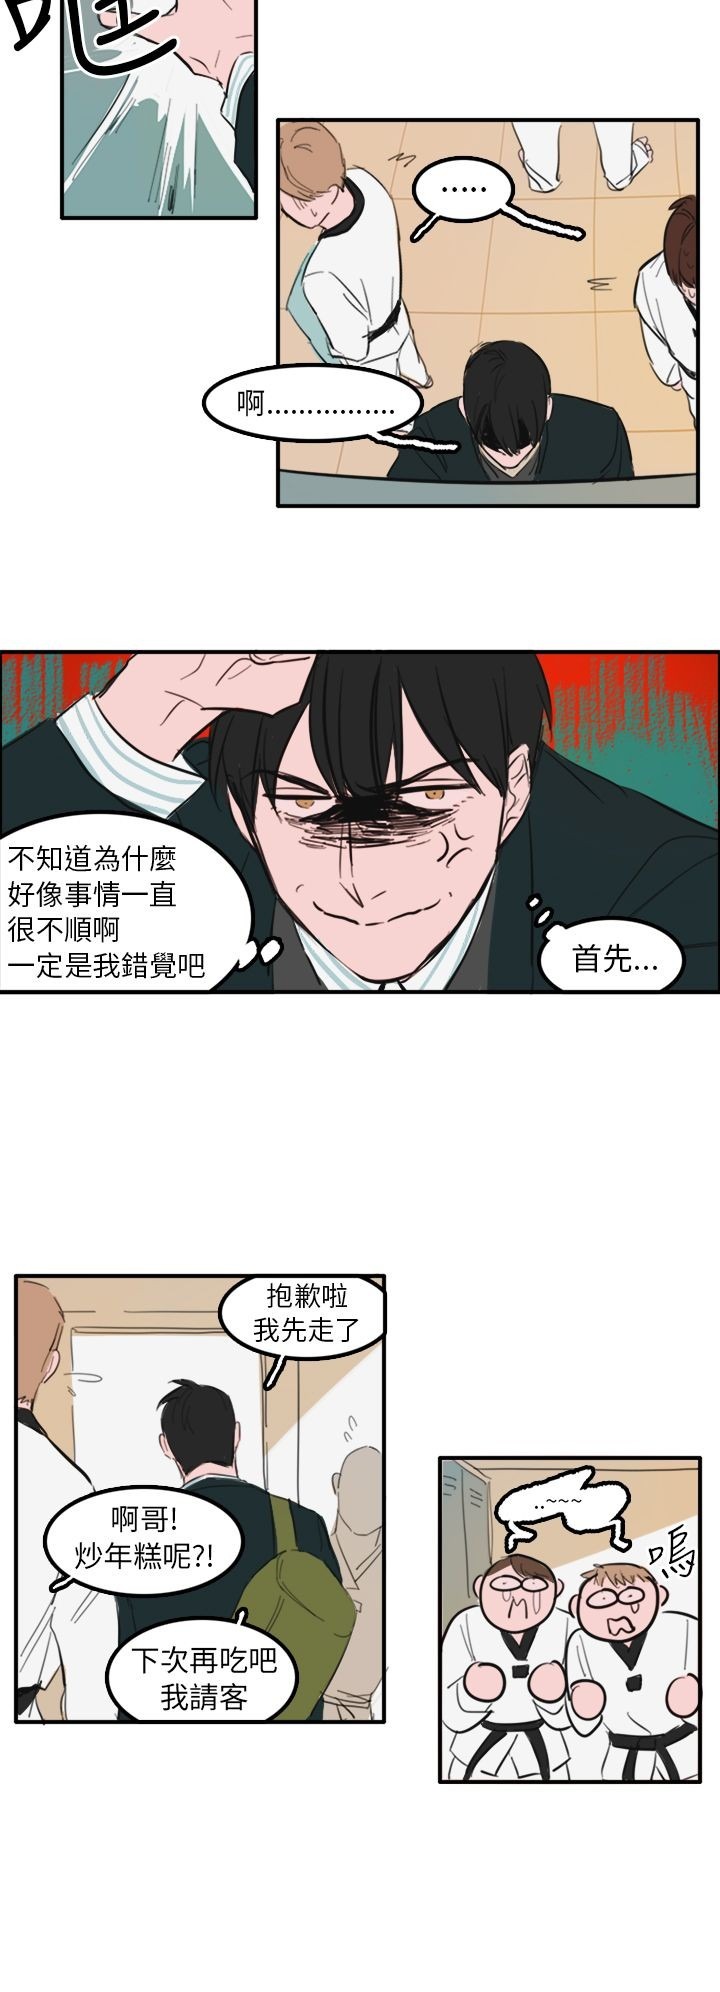 哐
.....
啊................
不知道為什麼
好像事情一直
很不順啊
一定是我錯覺吧
首先...
抱歉啦
我先走了
啊哥!
炒年糕呢?!
下次再吃吧
我請客
..~~~
嗚